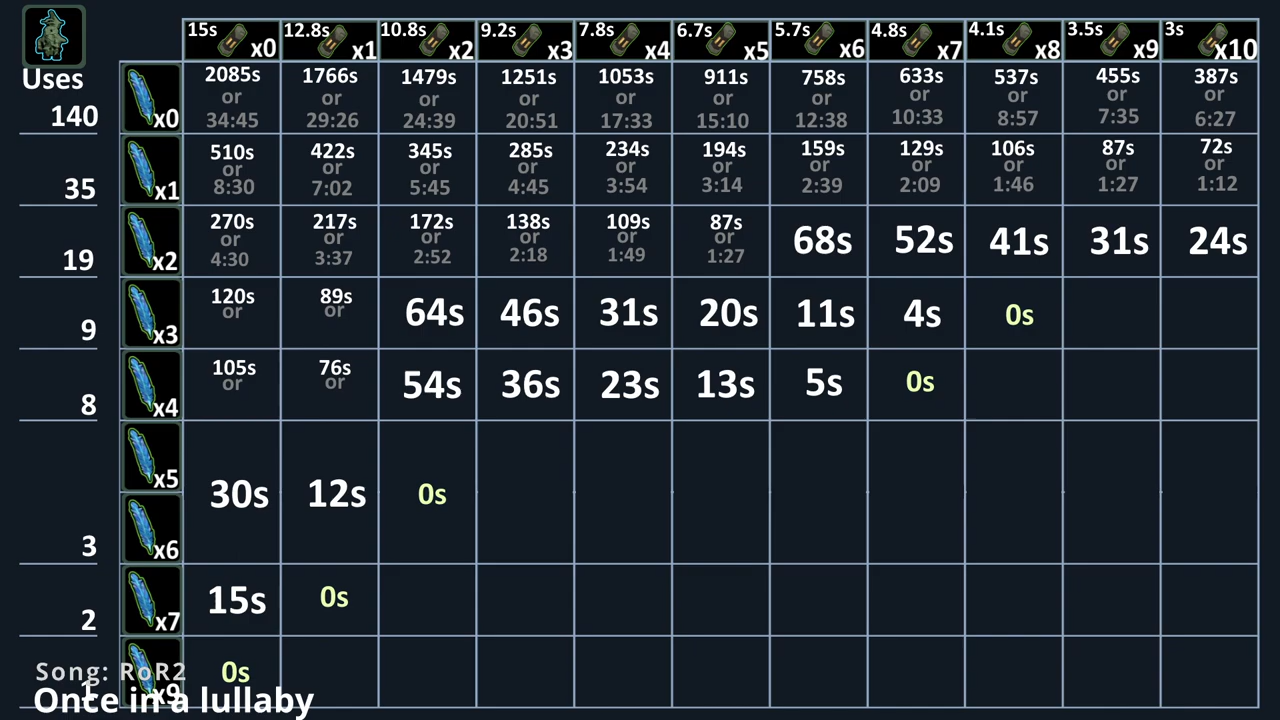 15s x0 12.8s x1 10.8s x2 9.2s x3 7.8s x4 6.7s x5 5.7s x6 4.8s x7 4.1s x8 3.5s x9 3s x10
Uses
140 x0 2085s or 34:45 1766s or 29:26 1479s or 24:39 1251s or 20:51 1053s or 17:33 911s or 15:10 758s or 12:38 633s or 10:33 537s or 8:57 455s or 7:35 387s or 6:27
35 x1 510s or 8:30 422s or 7:02 345s or 5:45 285s or 4:45 234s or 3:54 194s or 3:14 159s or 2:39 129s or 2:09 106s or 1:46 87s or 1:27 72s or 1:12
19 x2 270s or 4:30 217s or 3:37 172s or 2:52 138s or 2:18 109s or 1:49 87s or 1:27 68s 52s 41s 31s 24s
9 x3 120s or 89s or 64s 46s 31s 20s 11s 4s 0s
8 x4 105s or 76s or 54s 36s 23s 13s 5s 0s
x5
30s 12s 0s
3 x6
2 x7 15s 0s
1 x9 0s
Song: RoR2
Once in a lullaby